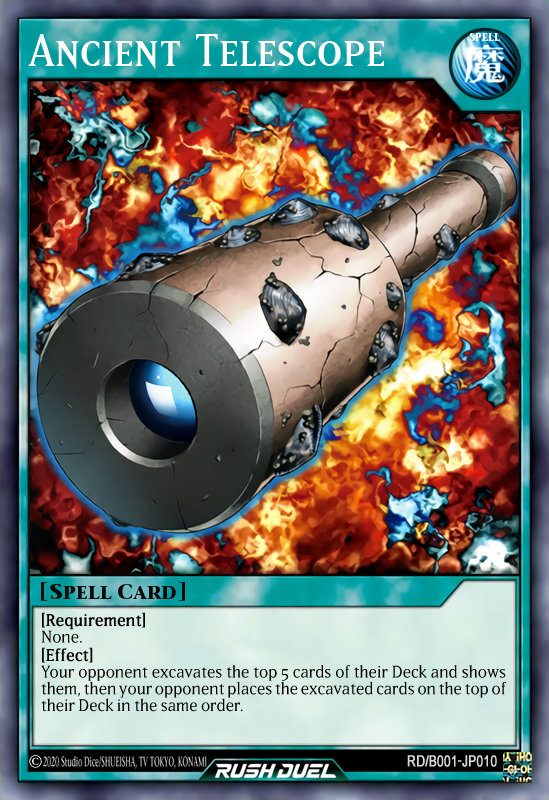 Ancient Telescope
SPELL
魔
[Spell Card]
[Requirement]
None.
[Effect]
Your opponent excavates the top 5 cards of their Deck and shows
them, then your opponent places the excavated cards on the top of
their Deck in the same order.
©2020 Studio Dice/SHUEISHA, TV TOKYO, KONAMI
RUSH DUEL
RD/B001-JP010